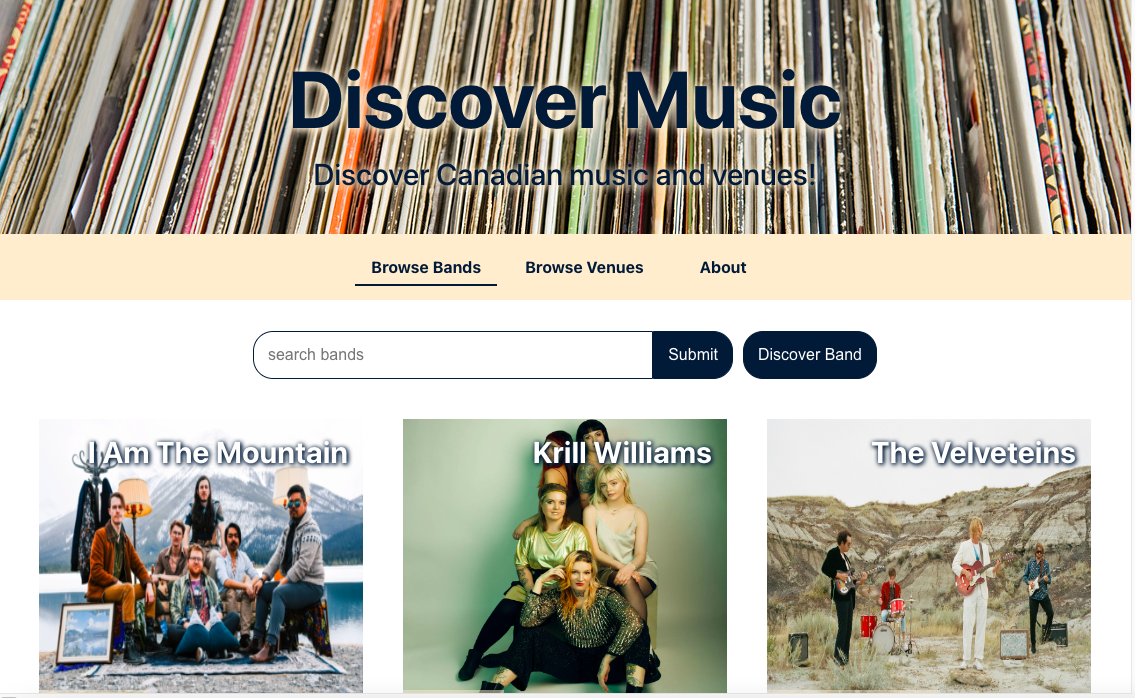 Discover Music
Discover Canadian music and venues!
Browse Bands Browse Venues About
search bands Submit Discover Band
I Am The Mountain Krill Williams The Velveteins